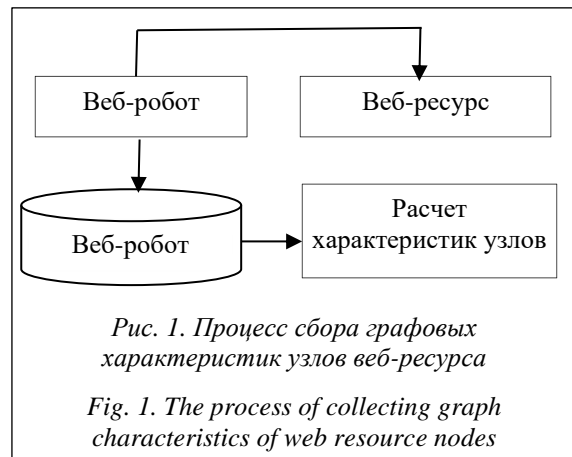 Веб-робот
Веб-ресурс
Веб-робот
Расчет
характеристик узлов
Рис. 1. Процесс сбора графовых
характеристик узлов веб-ресурса
Fig. 1. The process of collecting graph
characteristics of web resource nodes